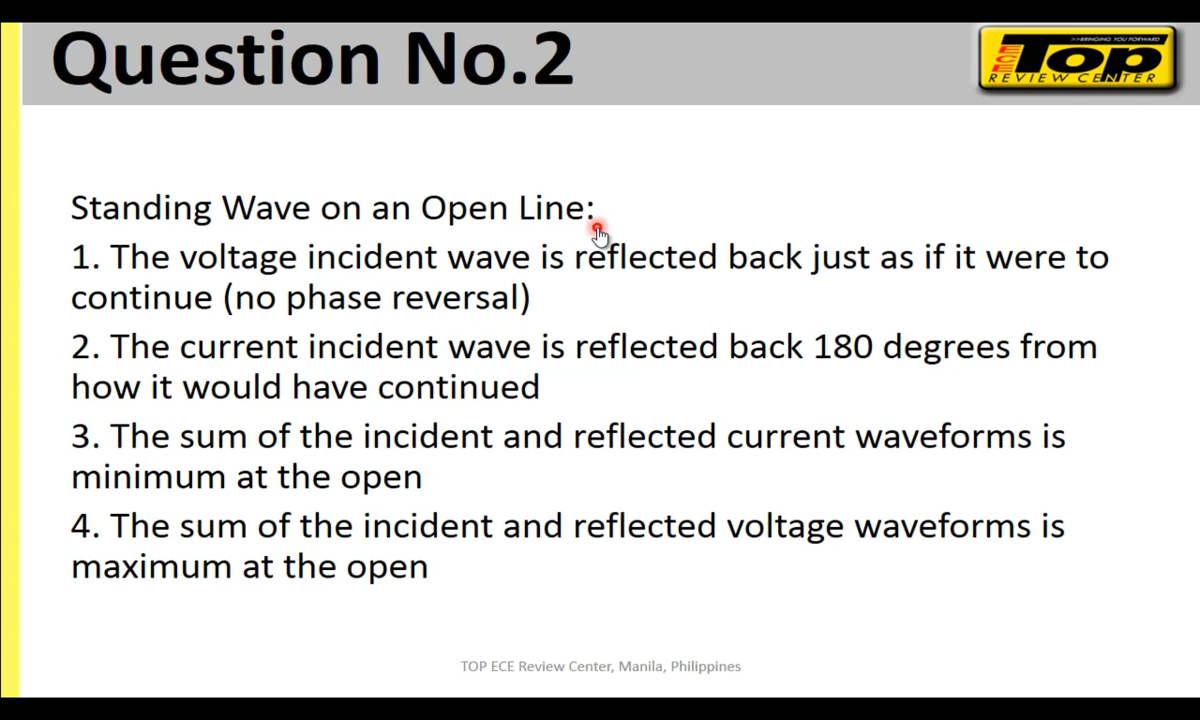 Question No.2
>>>BRINGING YOU FORWARD
ECE Top
REVIEW CENTER
Standing Wave on an Open Line:
1. The voltage incident wave is reflected back just as if it were to
continue (no phase reversal)
2. The current incident wave is reflected back 180 degrees from
how it would have continued
3. The sum of the incident and reflected current waveforms is
minimum at the open
4. The sum of the incident and reflected voltage waveforms is
maximum at the open
TOP ECE Review Center, Manila, Philippines